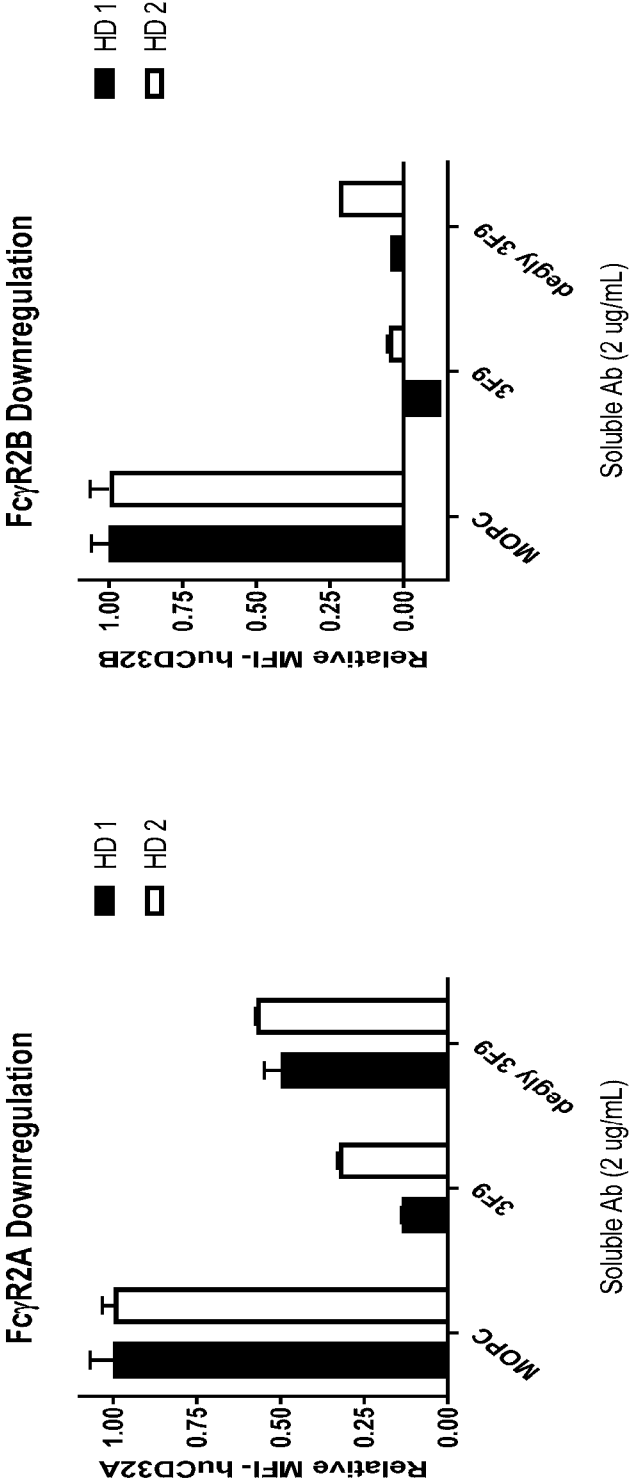 FcγR2A Downregulation
Relative MFI- huCD32A
1.00
0.75
0.50
0.25
0.00
MOPC
3F9
degly 3F9
Soluble Ab (2 ug/mL)
HD 1
HD 2
FcγR2B Downregulation
Relative MFI- huCD32B
1.00
0.75
0.50
0.25
0.00
MOPC
3F9
degly 3F9
Soluble Ab (2 ug/mL)
HD 1
HD 2